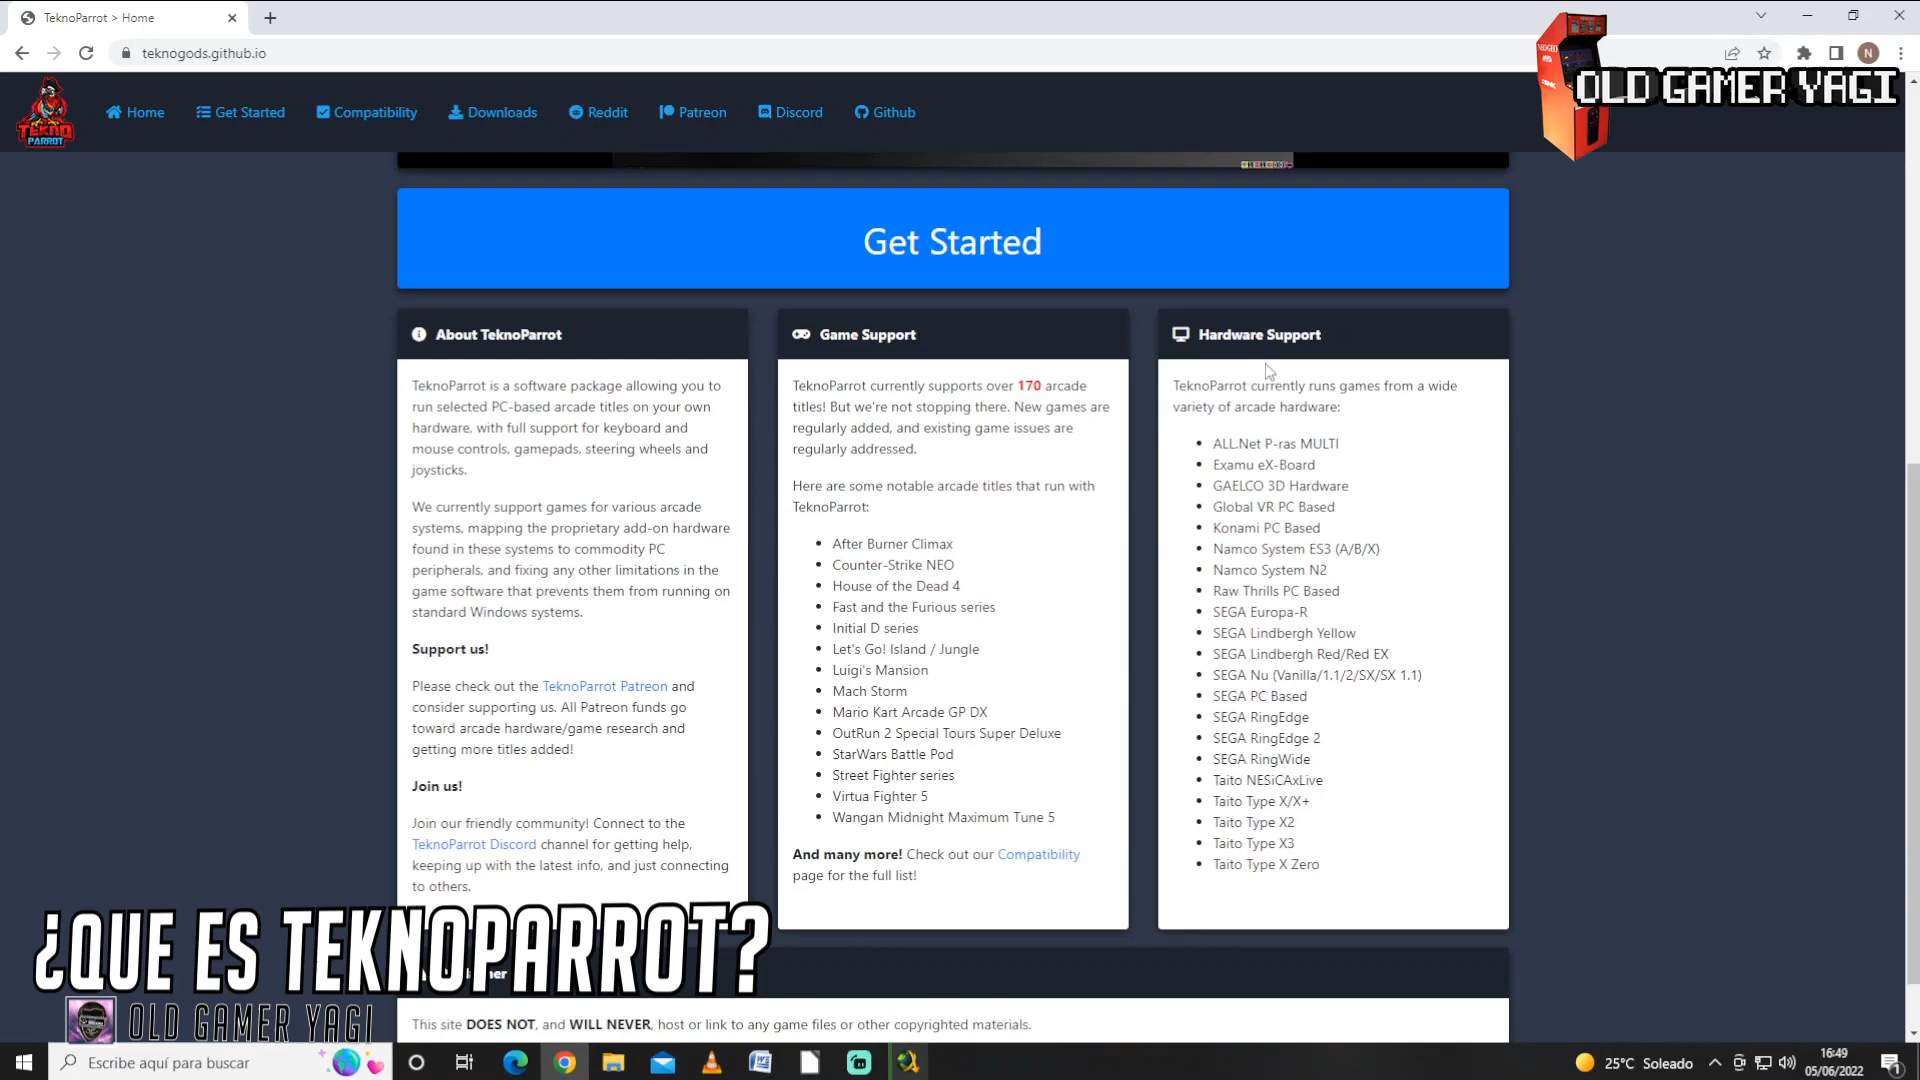 TeknoParrot > Home
teknogods.github.io
N
OLD GAMER YAGI
TEKNO
PARROT
Home
Get Started
Compatibility
Downloads
Reddit
Patreon
Discord
Github
Get Started
About TeknoParrot
TeknoParrot is a software package allowing you to
run selected PC-based arcade titles on your own
hardware, with full support for keyboard and
mouse controls, gamepads, steering wheels and
joysticks.
We currently support games for various arcade
systems, mapping the proprietary add-on hardware
found in these systems to commodity PC
peripherals, and fixing any other limitations in the
game software that prevents them from running on
standard Windows systems.
Support us!
Please check out the TeknoParrot Patreon and
consider supporting us. All Patreon funds go
toward arcade hardware/game research and
getting more titles added!
Join us!
Join our friendly community! Connect to the
TeknoParrot Discord channel for getting help,
keeping up with the latest info, and just connecting
to others.
Game Support
TeknoParrot currently supports over 170 arcade
titles! But we're not stopping there. New games are
regularly added, and existing game issues are
regularly addressed.
Here are some notable arcade titles that run with
TeknoParrot:
After Burner Climax
Counter-Strike NEO
House of the Dead 4
Fast and the Furious series
Initial D series
Let's Go! Island / Jungle
Luigi's Mansion
Mach Storm
Mario Kart Arcade GP DX
OutRun 2 Special Tours Super Deluxe
StarWars Battle Pod
Street Fighter series
Virtua Fighter 5
Wangan Midnight Maximum Tune 5
And many more! Check out our Compatibility
page for the full list!
Hardware Support
TeknoParrot currently runs games from a wide
variety of arcade hardware:
ALL.Net P-ras MULTI
Examu eX-Board
GAELCO 3D Hardware
Global VR PC Based
Konami PC Based
Namco System ES3 (A/B/X)
Namco System N2
Raw Thrills PC Based
SEGA Europa-R
SEGA Lindbergh Yellow
SEGA Lindbergh Red/Red EX
SEGA Nu (Vanilla/1.1/2/SX/SX 1.1)
SEGA PC Based
SEGA RingEdge
SEGA RingEdge 2
SEGA RingWide
Taito NESiCAxLive
Taito Type X/X+
Taito Type X2
Taito Type X3
Taito Type X Zero
¿QUE ES TEKNOPARROT?
OLD GAMER YAGI
This site DOES NOT, and WILL NEVER, host or link to any game files or other copyrighted materials.
Escribe aquí para buscar
25°C Soleado
16:49
05/06/2022
1